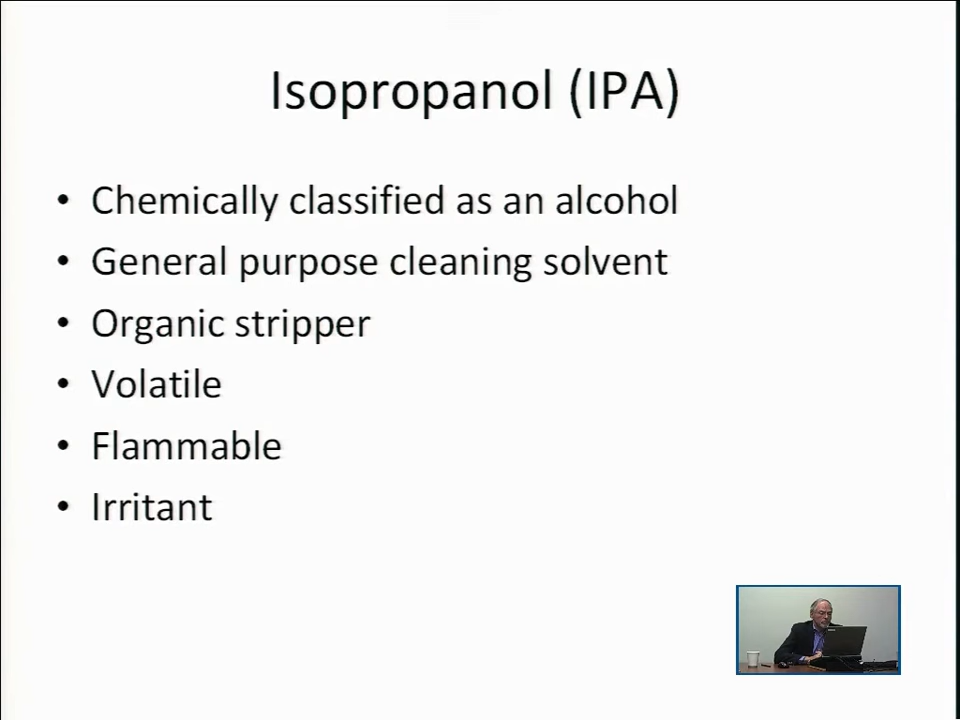 Isopropanol (IPA)
• Chemically classified as an alcohol
• General purpose cleaning solvent
• Organic stripper
• Volatile
• Flammable
• Irritant